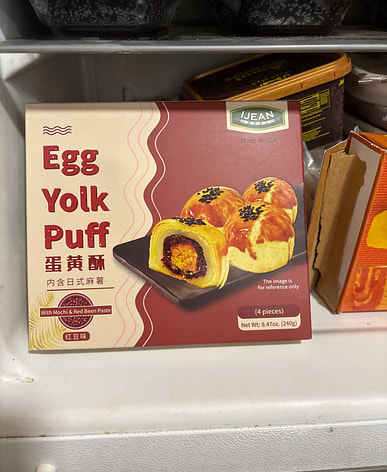 IJEAN
Made in USA
Egg
Yolk
Puff
蛋黄酥
内含日式麻薯
With Mochi & Red Been Paste
红豆味
The image is
for reference only
(4 pieces)
Net Wt: 8.47oz. (240g)